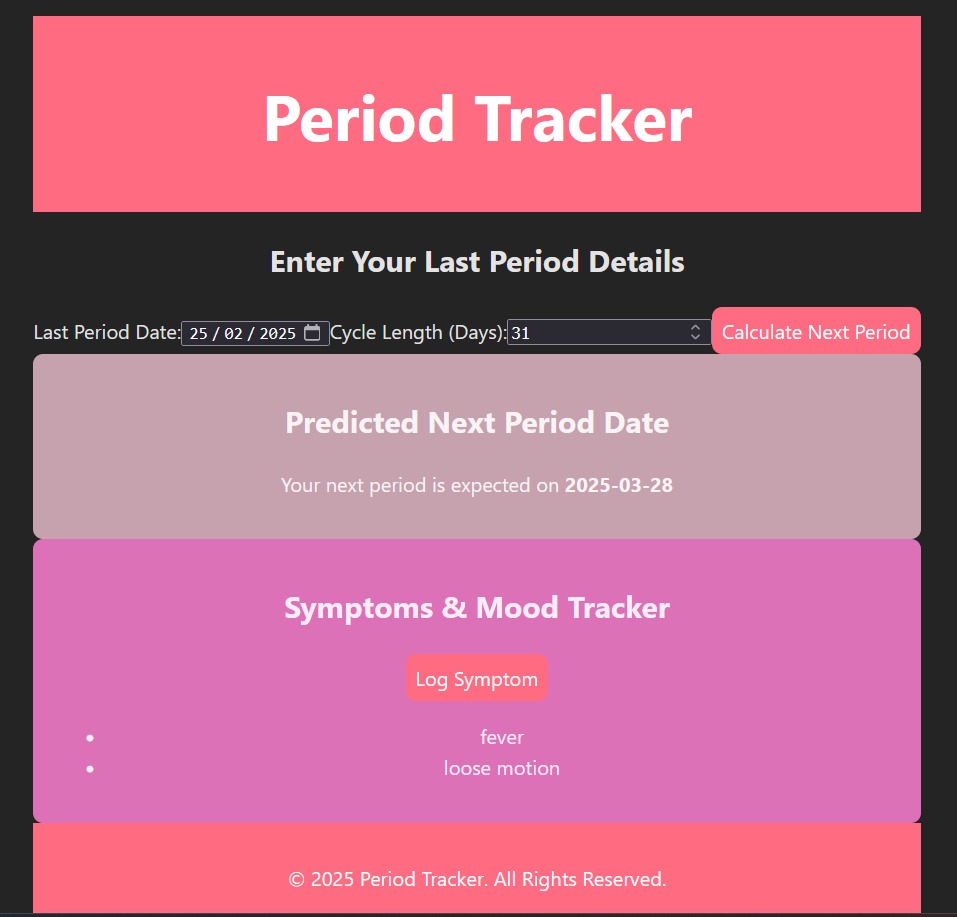 Period Tracker
Enter Your Last Period Details
Last Period Date: 25 / 02 / 2025 Cycle Length (Days): 31 Calculate Next Period
Predicted Next Period Date
Your next period is expected on 2025-03-28
Symptoms & Mood Tracker
Log Symptom
• fever
• loose motion
© 2025 Period Tracker. All Rights Reserved.